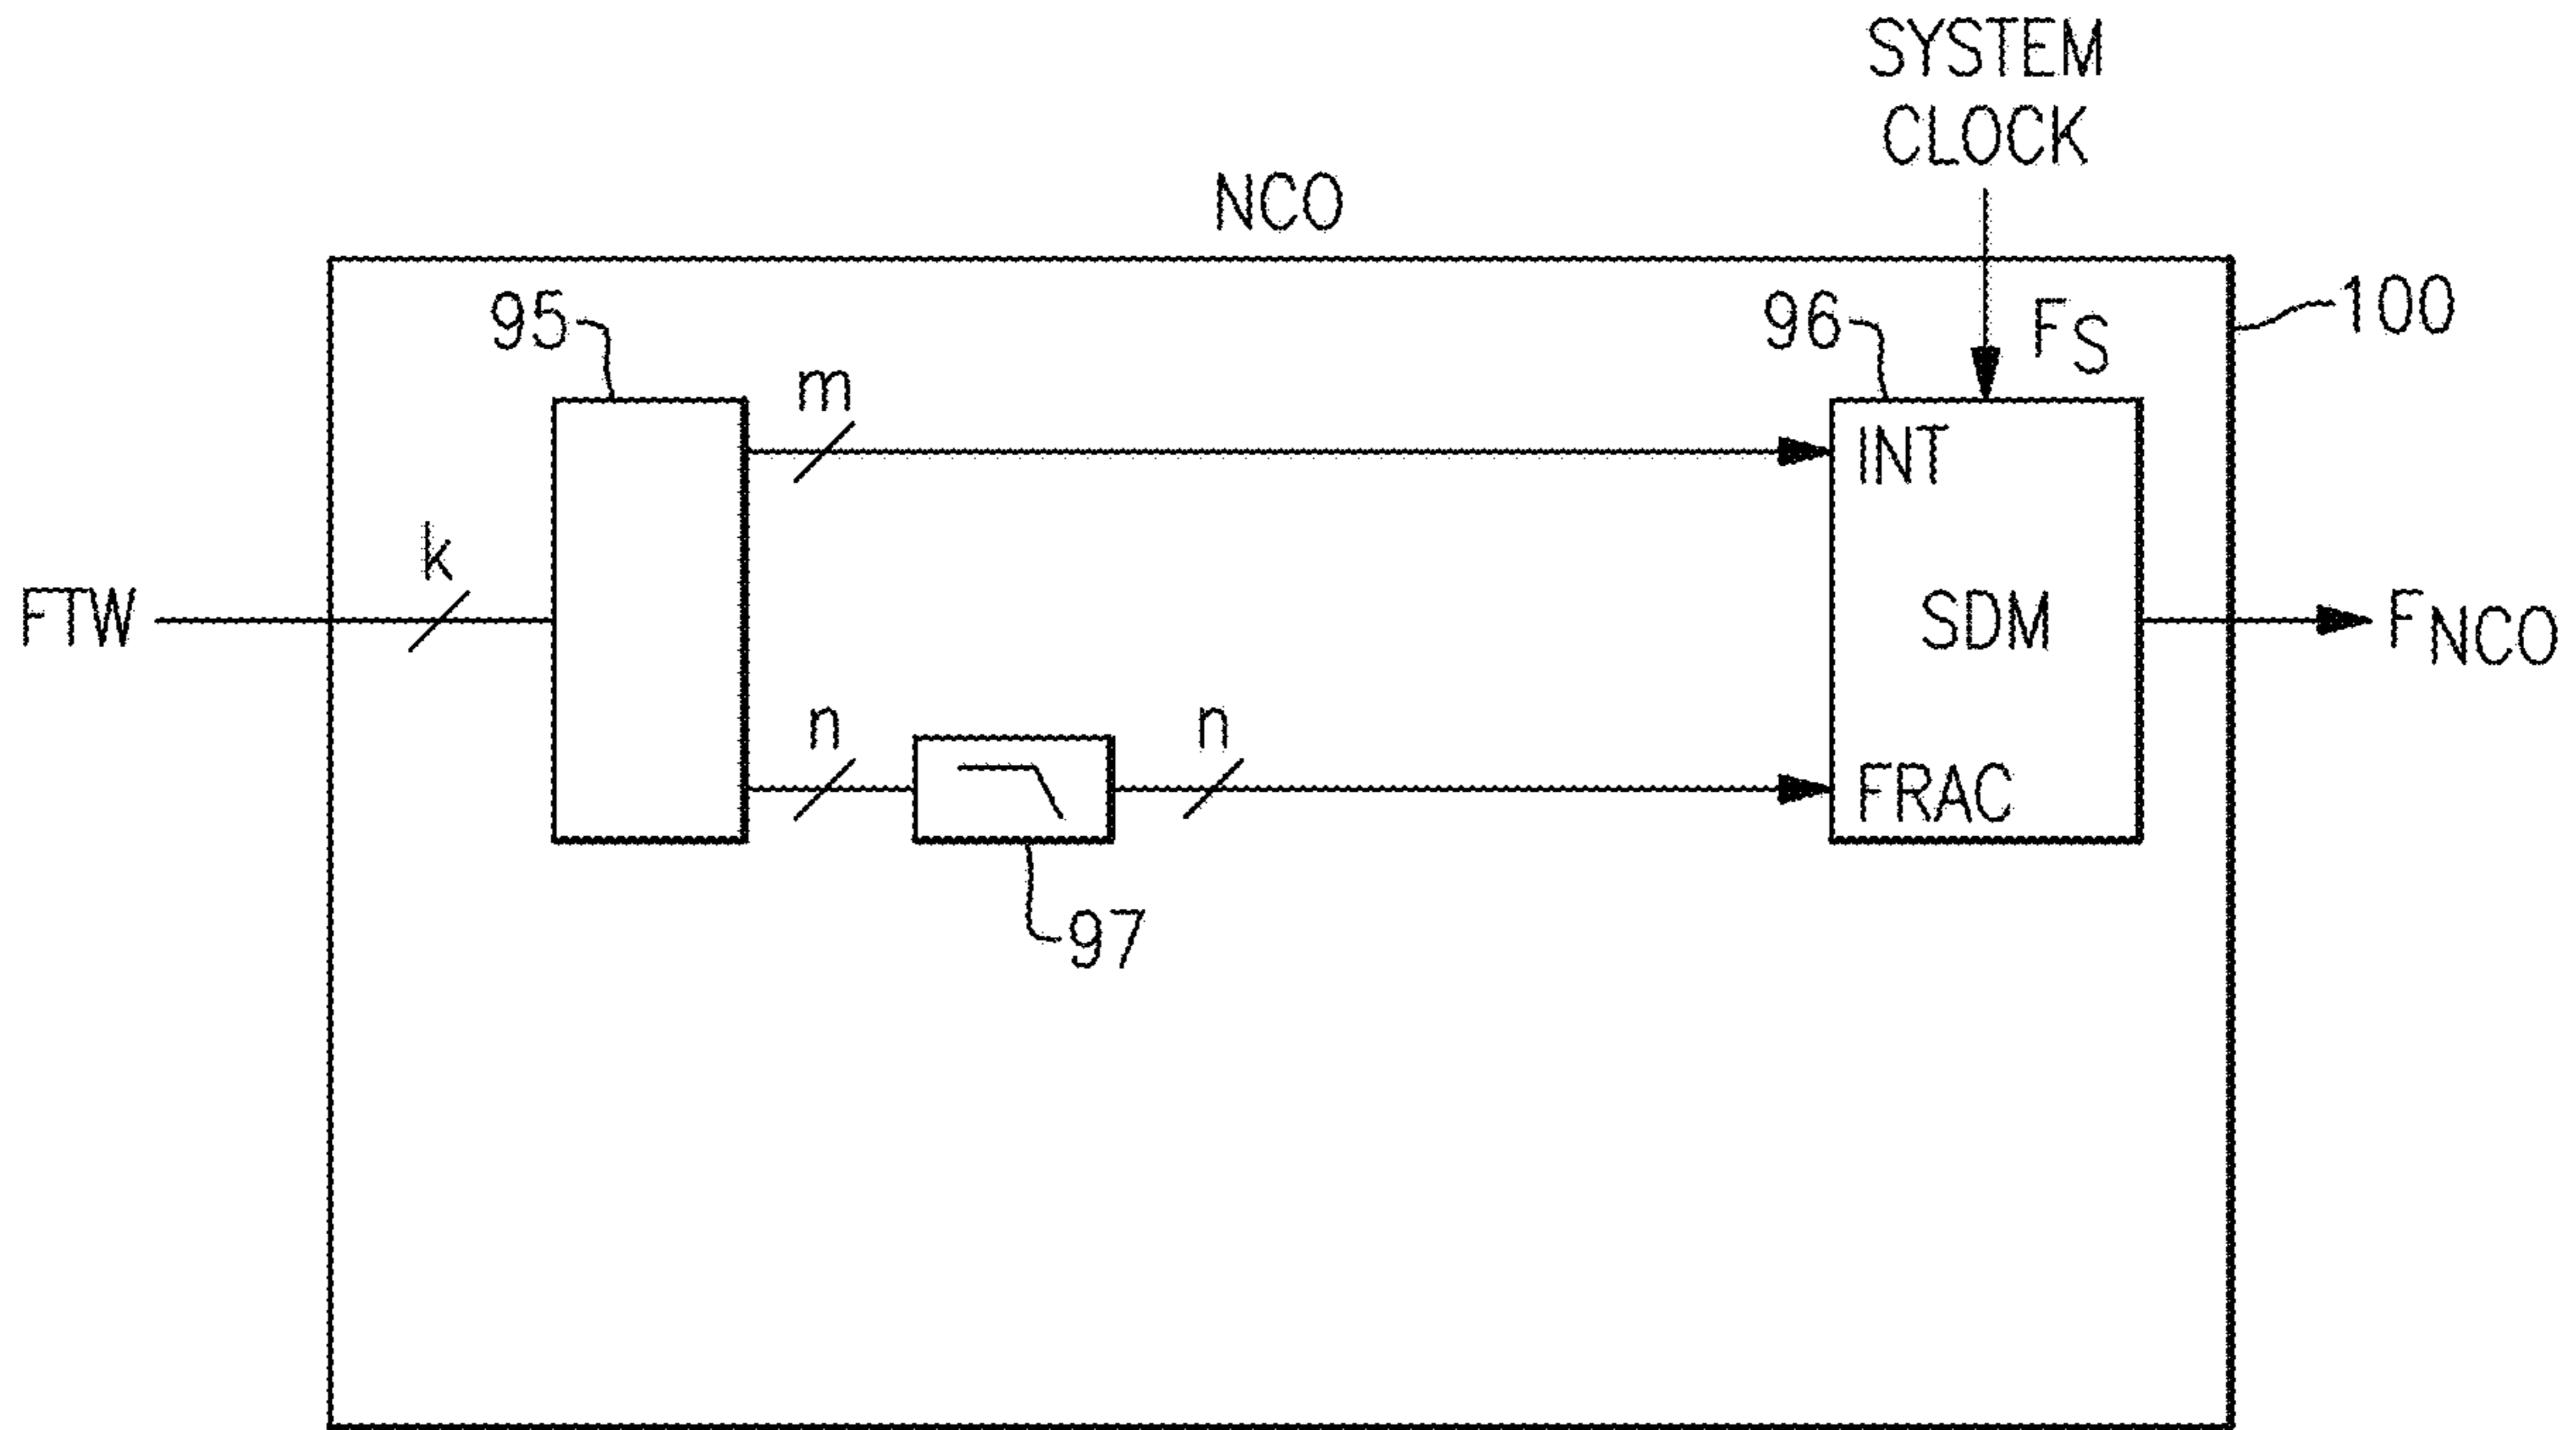 SYSTEM
CLOCK
NCO
95
96
FS
100
m
INT
k
FTW
SDM
FNCO
n
n
FRAC
97